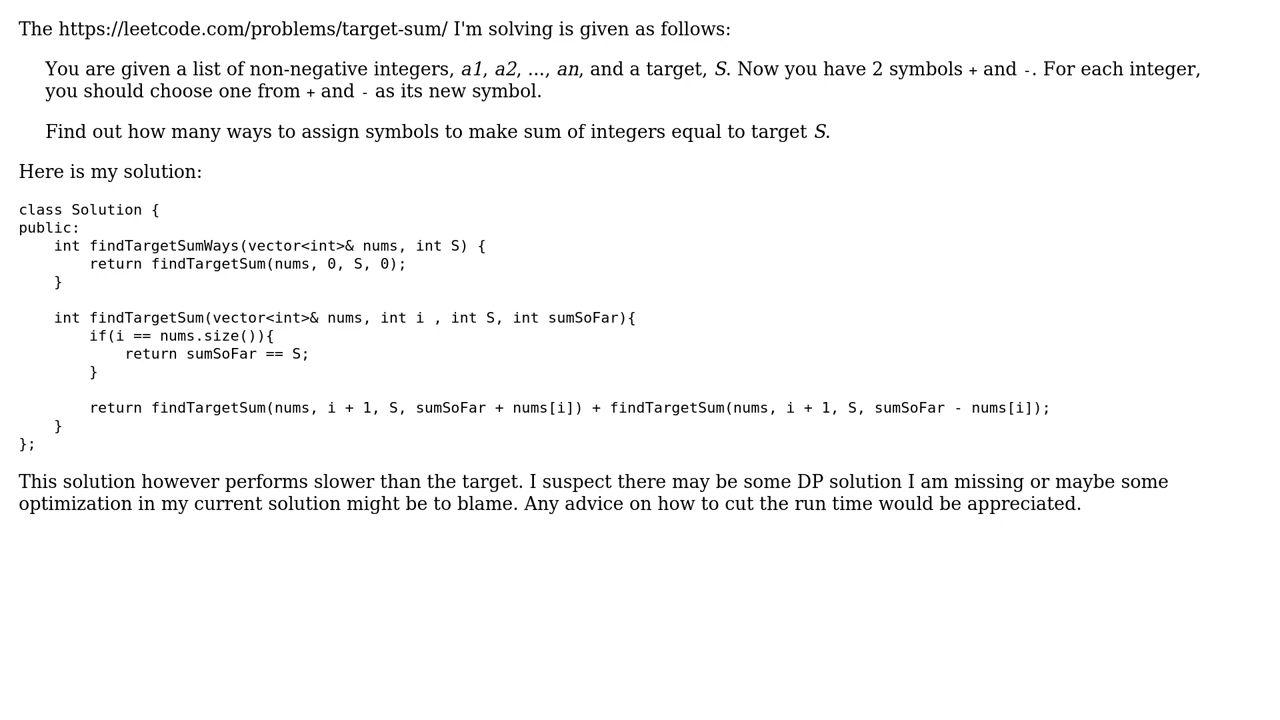 The https://leetcode.com/problems/target-sum/ I'm solving is given as follows:
You are given a list of non-negative integers, a1, a2, ..., an, and a target, S. Now you have 2 symbols + and -. For each integer,
you should choose one from + and - as its new symbol.
Find out how many ways to assign symbols to make sum of integers equal to target S.
Here is my solution:
class Solution {
public:
    int findTargetSumWays(vector<int>& nums, int S) {
        return findTargetSum(nums, 0, S, 0);
    }

    int findTargetSum(vector<int>& nums, int i , int S, int sumSoFar){
        if(i == nums.size()){
            return sumSoFar == S;
        }

        return findTargetSum(nums, i + 1, S, sumSoFar + nums[i]) + findTargetSum(nums, i + 1, S, sumSoFar - nums[i]);
    }
};
This solution however performs slower than the target. I suspect there may be some DP solution I am missing or maybe some
optimization in my current solution might be to blame. Any advice on how to cut the run time would be appreciated.